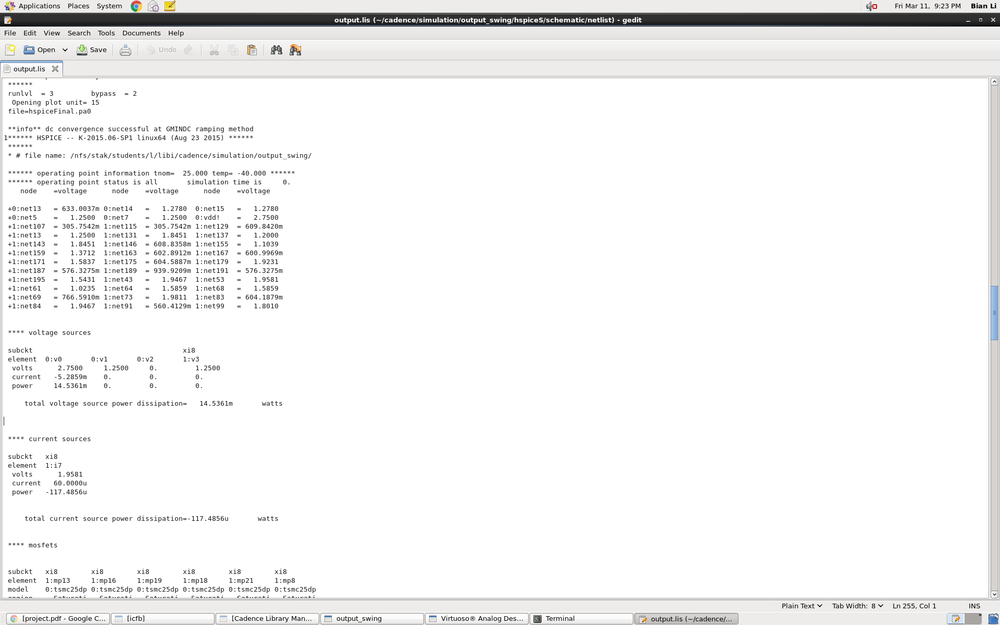 Applications Places System Fri Mar 11, 9:23 PM Bian Li
output.lis (~/cadence/simulation/output_swing/hspiceS/schematic/netlist) - gedit
File Edit View Search Tools Documents Help
Open Save Undo
output.lis
******
runlvl  = 3         bypass  = 2
Opening plot unit= 15
file=hspiceFinal.pa0
**info** dc convergence successful at GMINDC ramping method
1****** HSPICE -- K-2015.06-SP1 linux64 (Aug 23 2015) ******
******
* # file name: /nfs/stak/students/l/libi/cadence/simulation/output_swing/
****** operating point information tnom=  25.000 temp= -40.000 ******
****** operating point status is all       simulation time is     0.
node    =voltage      node    =voltage      node    =voltage
+0:net13   = 633.0037m 0:net14   =   1.2780  0:net15   =   1.2780
+0:net5    =   1.2500  0:net7    =   1.2500  0:vdd!    =   2.7500
+1:net107  = 305.7542m 1:net115  = 305.7542m 1:net129  = 609.8420m
+1:net13   =   1.2500  1:net131  =   1.8451  1:net137  =   1.2000
+1:net143  =   1.8451  1:net146  = 608.8358m 1:net155  =   1.1039
+1:net159  =   1.3712  1:net163  = 602.8912m 1:net167  = 600.9969m
+1:net171  =   1.5837  1:net175  = 604.5887m 1:net179  =   1.9231
+1:net187  = 576.3275m 1:net189  = 939.9209m 1:net191  = 576.3275m
+1:net195  =   1.5431  1:net43   =   1.9467  1:net53   =   1.9581
+1:net61   =   1.0235  1:net64   =   1.5859  1:net68   =   1.5859
+1:net69   = 766.5910m 1:net73   =   1.9811  1:net83   = 604.1879m
+1:net84   =   1.9467  1:net91   = 560.4129m 1:net99   =   1.8010
**** voltage sources
subckt                                    xi8
element  0:v0       0:v1       0:v2       1:v3
volts      2.7500     1.2500     0.         1.2500
current   -5.2859m    0.         0.         0.
power     14.5361m    0.         0.         0.
total voltage source power dissipation=   14.5361m       watts
**** current sources
subckt   xi8
element  1:i7
volts      1.9581
current   60.0000u
power   -117.4856u
total current source power dissipation=-117.4856u       watts
**** mosfets
subckt   xi8        xi8        xi8        xi8        xi8        xi8
element  1:mp13     1:mp16     1:mp19     1:mp18     1:mp21     1:mp8
model    0:tsmc25dp 0:tsmc25dp 0:tsmc25dp 0:tsmc25dp 0:tsmc25dp 0:tsmc25dp
region     Saturati   Saturati   Saturati   Saturati   Saturati   Saturati
Plain Text Tab Width: 8 Ln 255, Col 1 INS
[project.pdf - Google C... [icfb] [Cadence Library Man... output_swing Virtuoso® Analog Des... Terminal output.lis (~/cadence/...